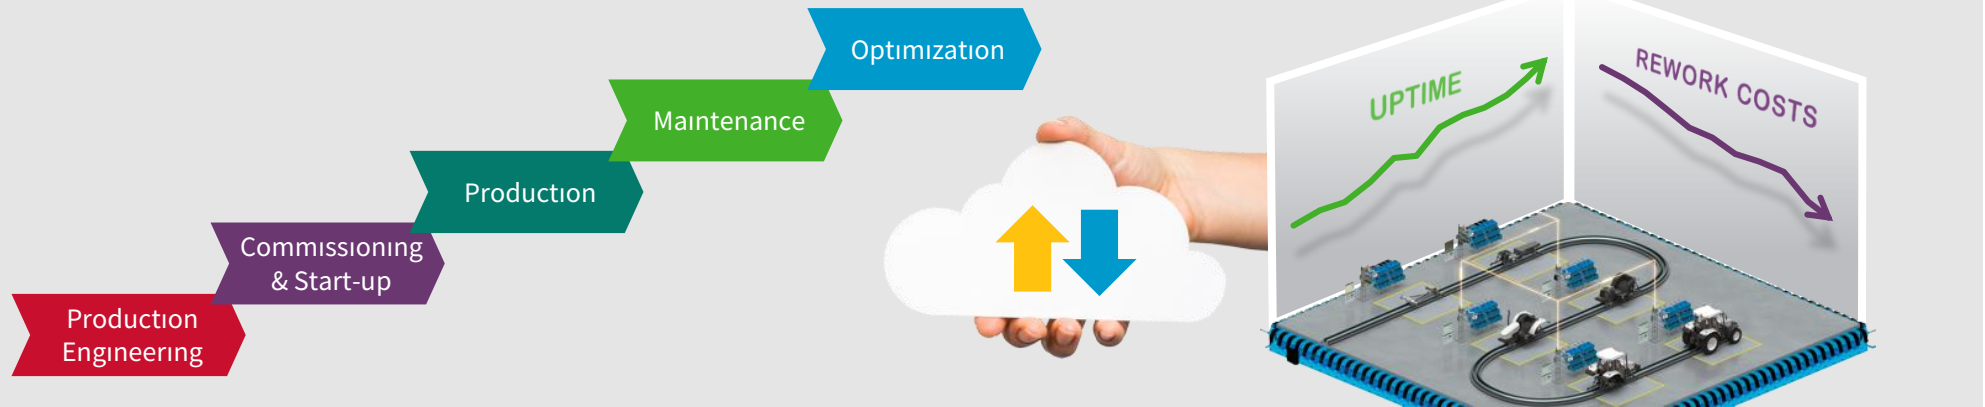 Optimization
Maintenance
Production
Commissioning
& Start-up
Production
Engineering
UPTIME
REWORK COSTS